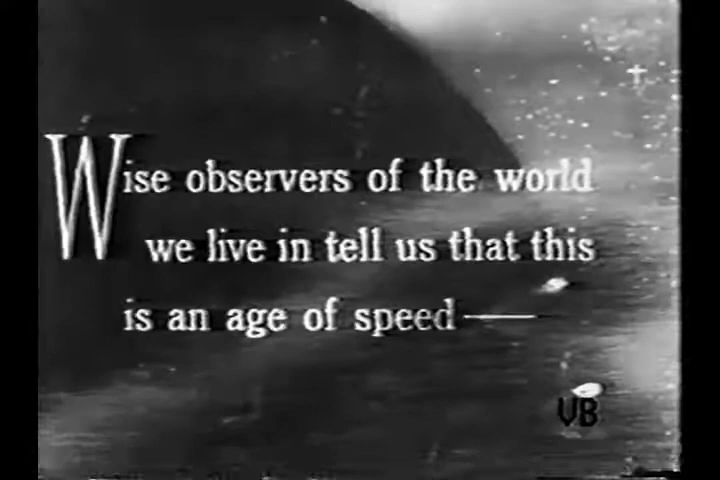 Wise observers of the world
we live in tell us that this
is an age of speed —
VB